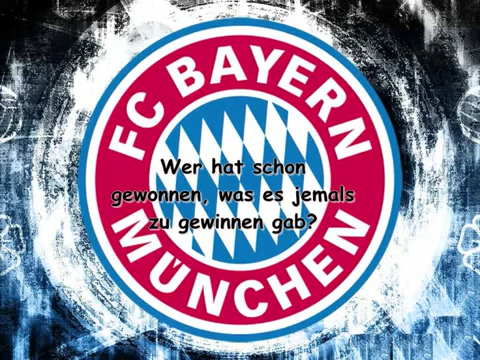 FC BAYERN
Wer hat schon
gewonnen, was es jemals
zu gewinnen gab?
MÜNCHEN